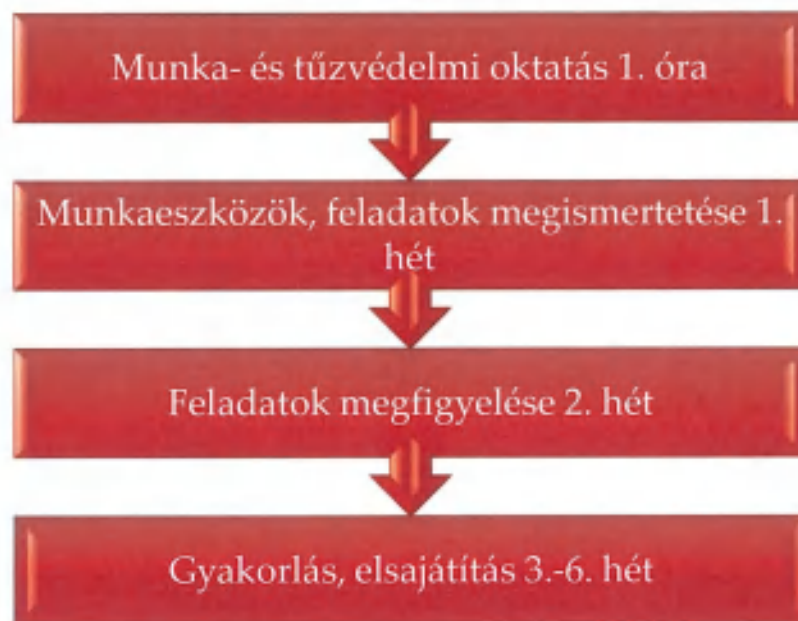 Munka- és tűzvédelmi oktatás 1. óra
Munkaeszközök, feladatok megismertetése 1.
hét
Feladatok megfigyelése 2. hét
Gyakorlás, elsajátítás 3.-6. hét